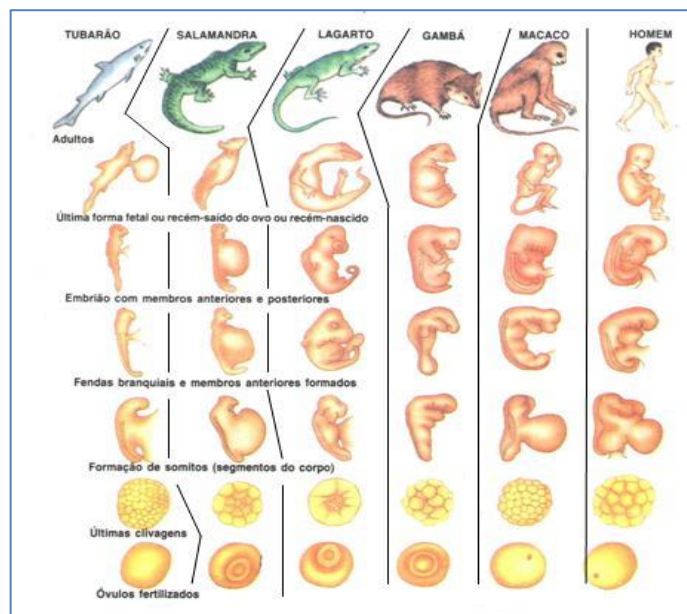 TUBARÃO SALAMANDRA LAGARTO GAMBÁ MACACO HOMEM
Adultos
Última forma fetal ou recém-saído do ovo ou recém-nascido
Embrião com membros anteriores e posteriores
Fendas branquiais e membros anteriores formados
Formação de somitos (segmentos do corpo)
Últimas clivagens
Óvulos fertilizados